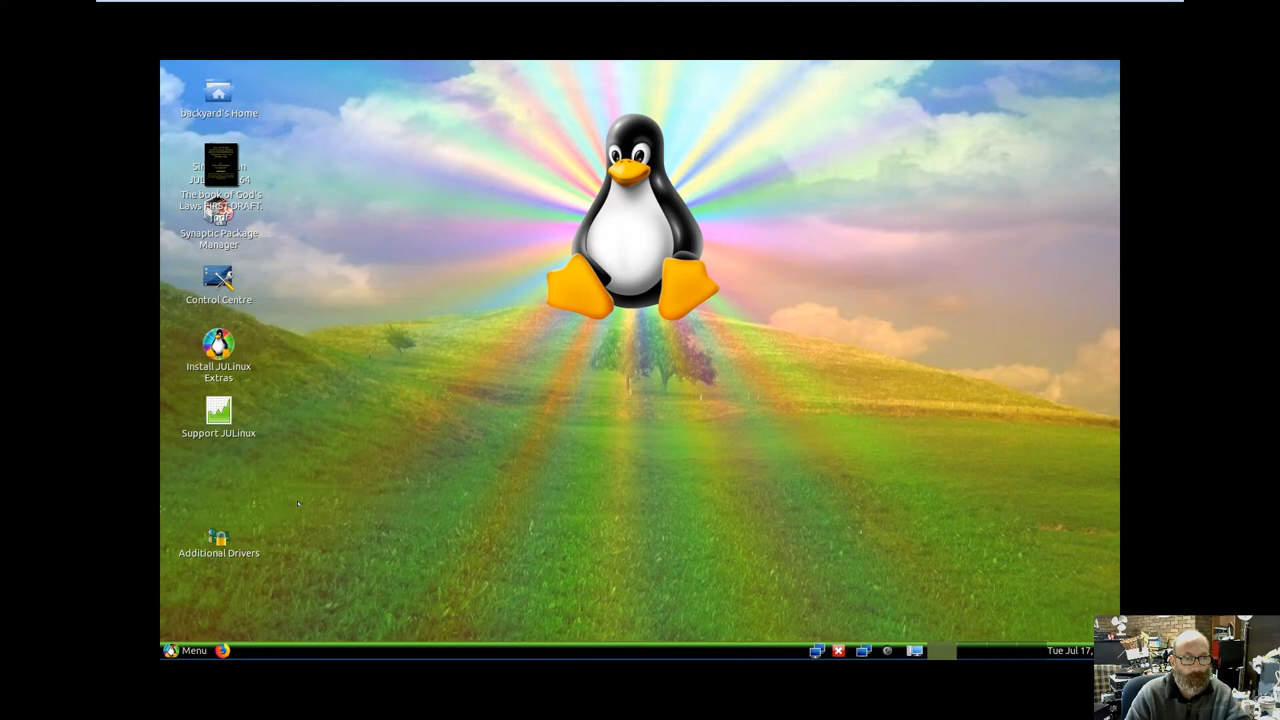 backyard's Home
The book of God's
Laws FIRST DRAFT.
Synaptic Package
Manager
Control Centre
Install JULinux
Extras
Support JULinux
Additional Drivers
Menu
Tue Jul 17,